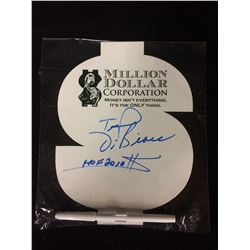 MILLION
DOLLAR
CORPORATION
MONEY ISN'T EVERYTHING.
IT'S THE ONLY THING.
Ted
DiBiase
HOF 2010